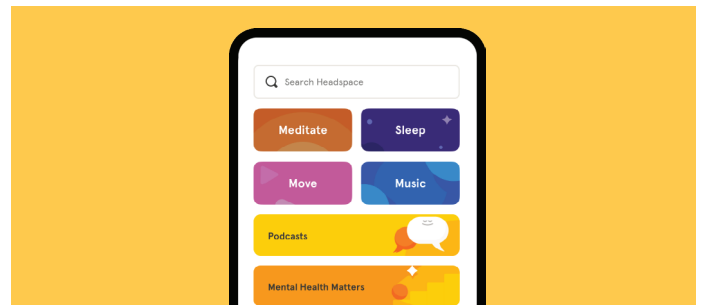 Search Headspace
Meditate
Sleep
Move
Music
Podcasts
Mental Health Matters